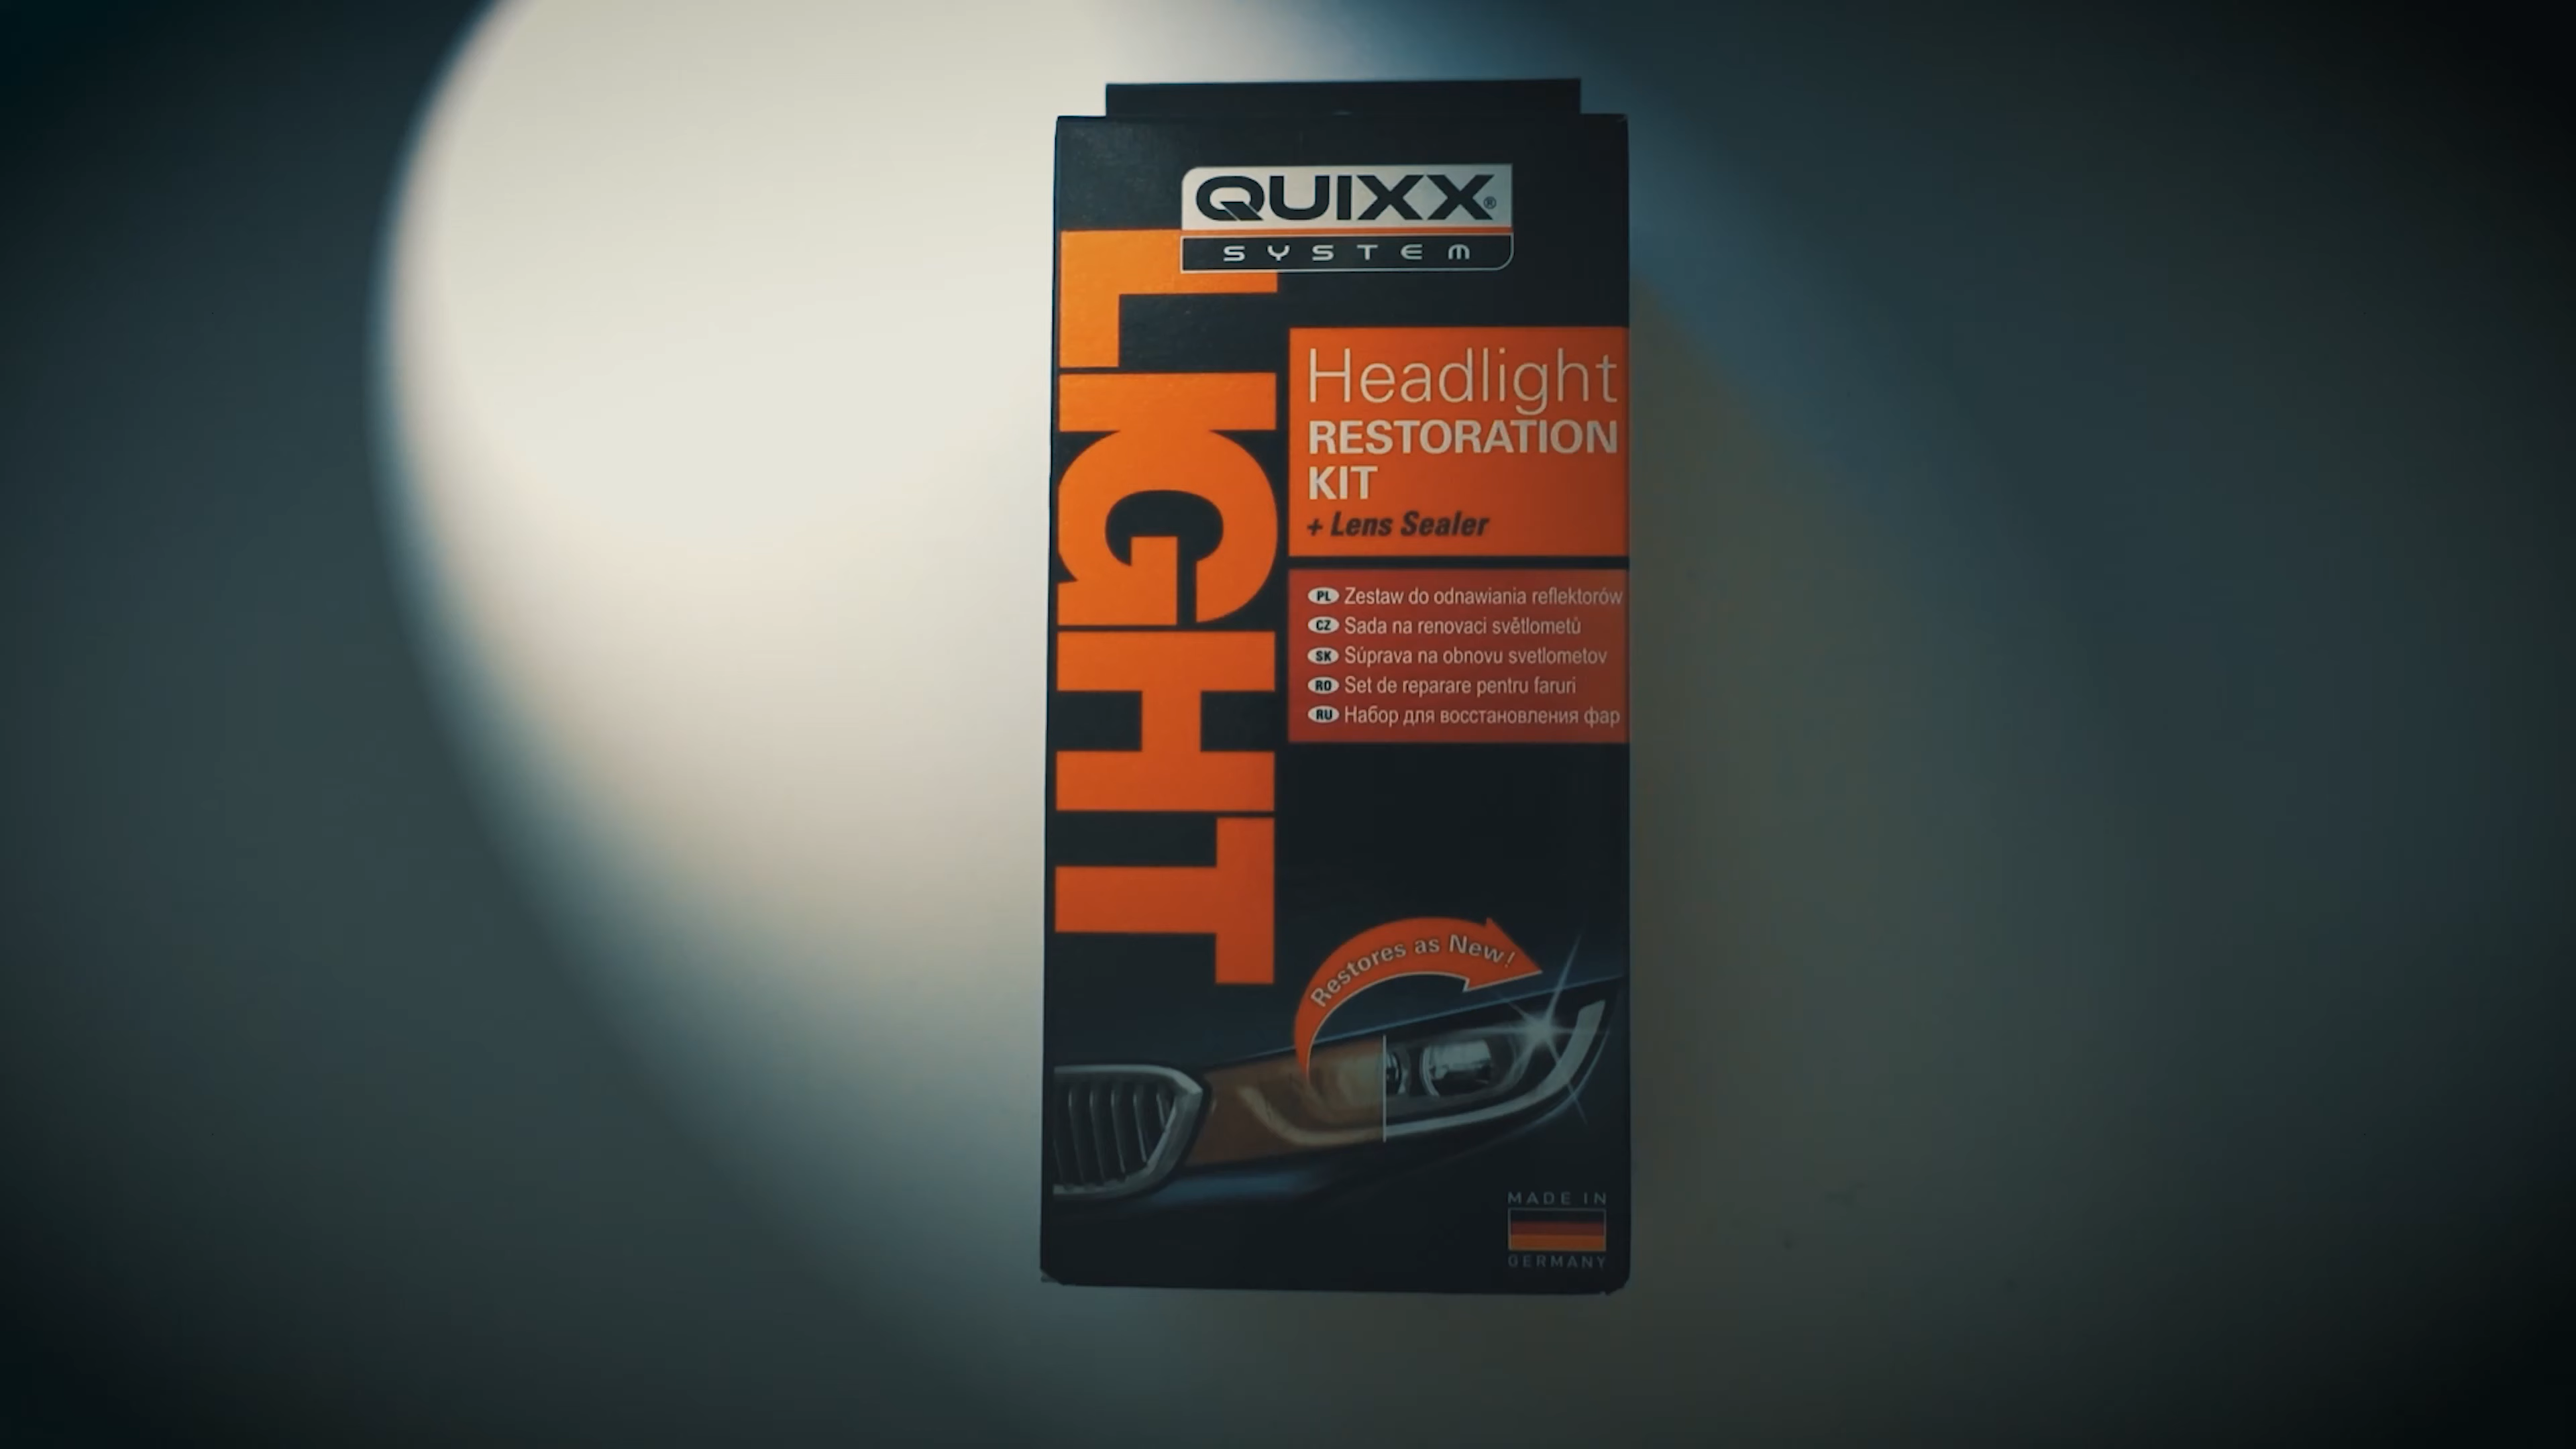 QUIXX®
SYSTEM
LIGHT
Headlight
RESTORATION
KIT
+ Lens Sealer
PL Zestaw do odnawiania reflektorów
CZ Sada na renovaci světlometů
SK Súprava na obnovu svetlometov
RO Set de reparare pentru faruri
RU Набор для восстановления фар
Restores as New!
MADE IN
GERMANY